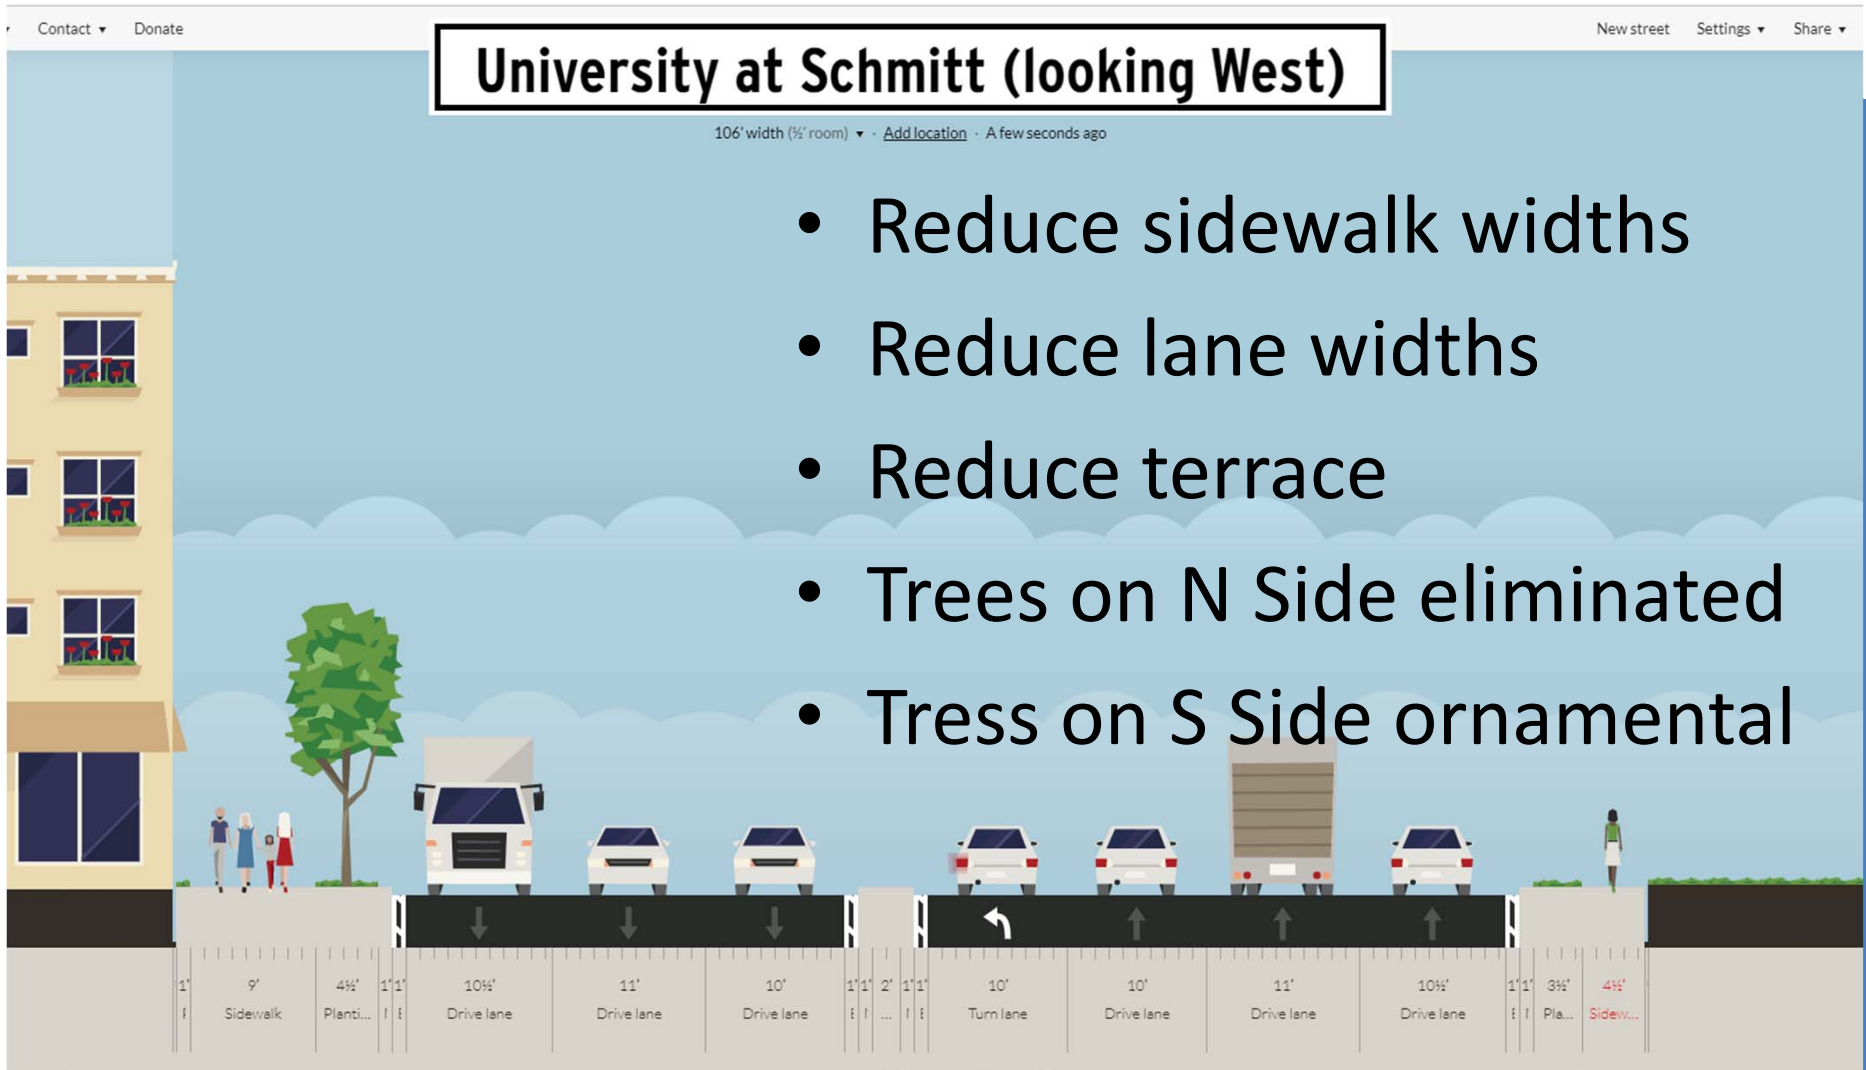 Contact ▾ Donate
New street Settings ▾ Share ▾
University at Schmitt (looking West)
106' width (½' room) ▾ · Add location · A few seconds ago
• Reduce sidewalk widths
• Reduce lane widths
• Reduce terrace
• Trees on N Side eliminated
• Tress on S Side ornamental
1' 9' 4½' 1' 1' 10½' 11' 10' 1' 1' 2' 1' 1' 10' 10' 11' 10½' 1' 1' 3½' 4½'
Sidewalk Planti... Drive lane Drive lane Drive lane ... Turn lane Drive lane Drive lane Drive lane Pla... Sidew...